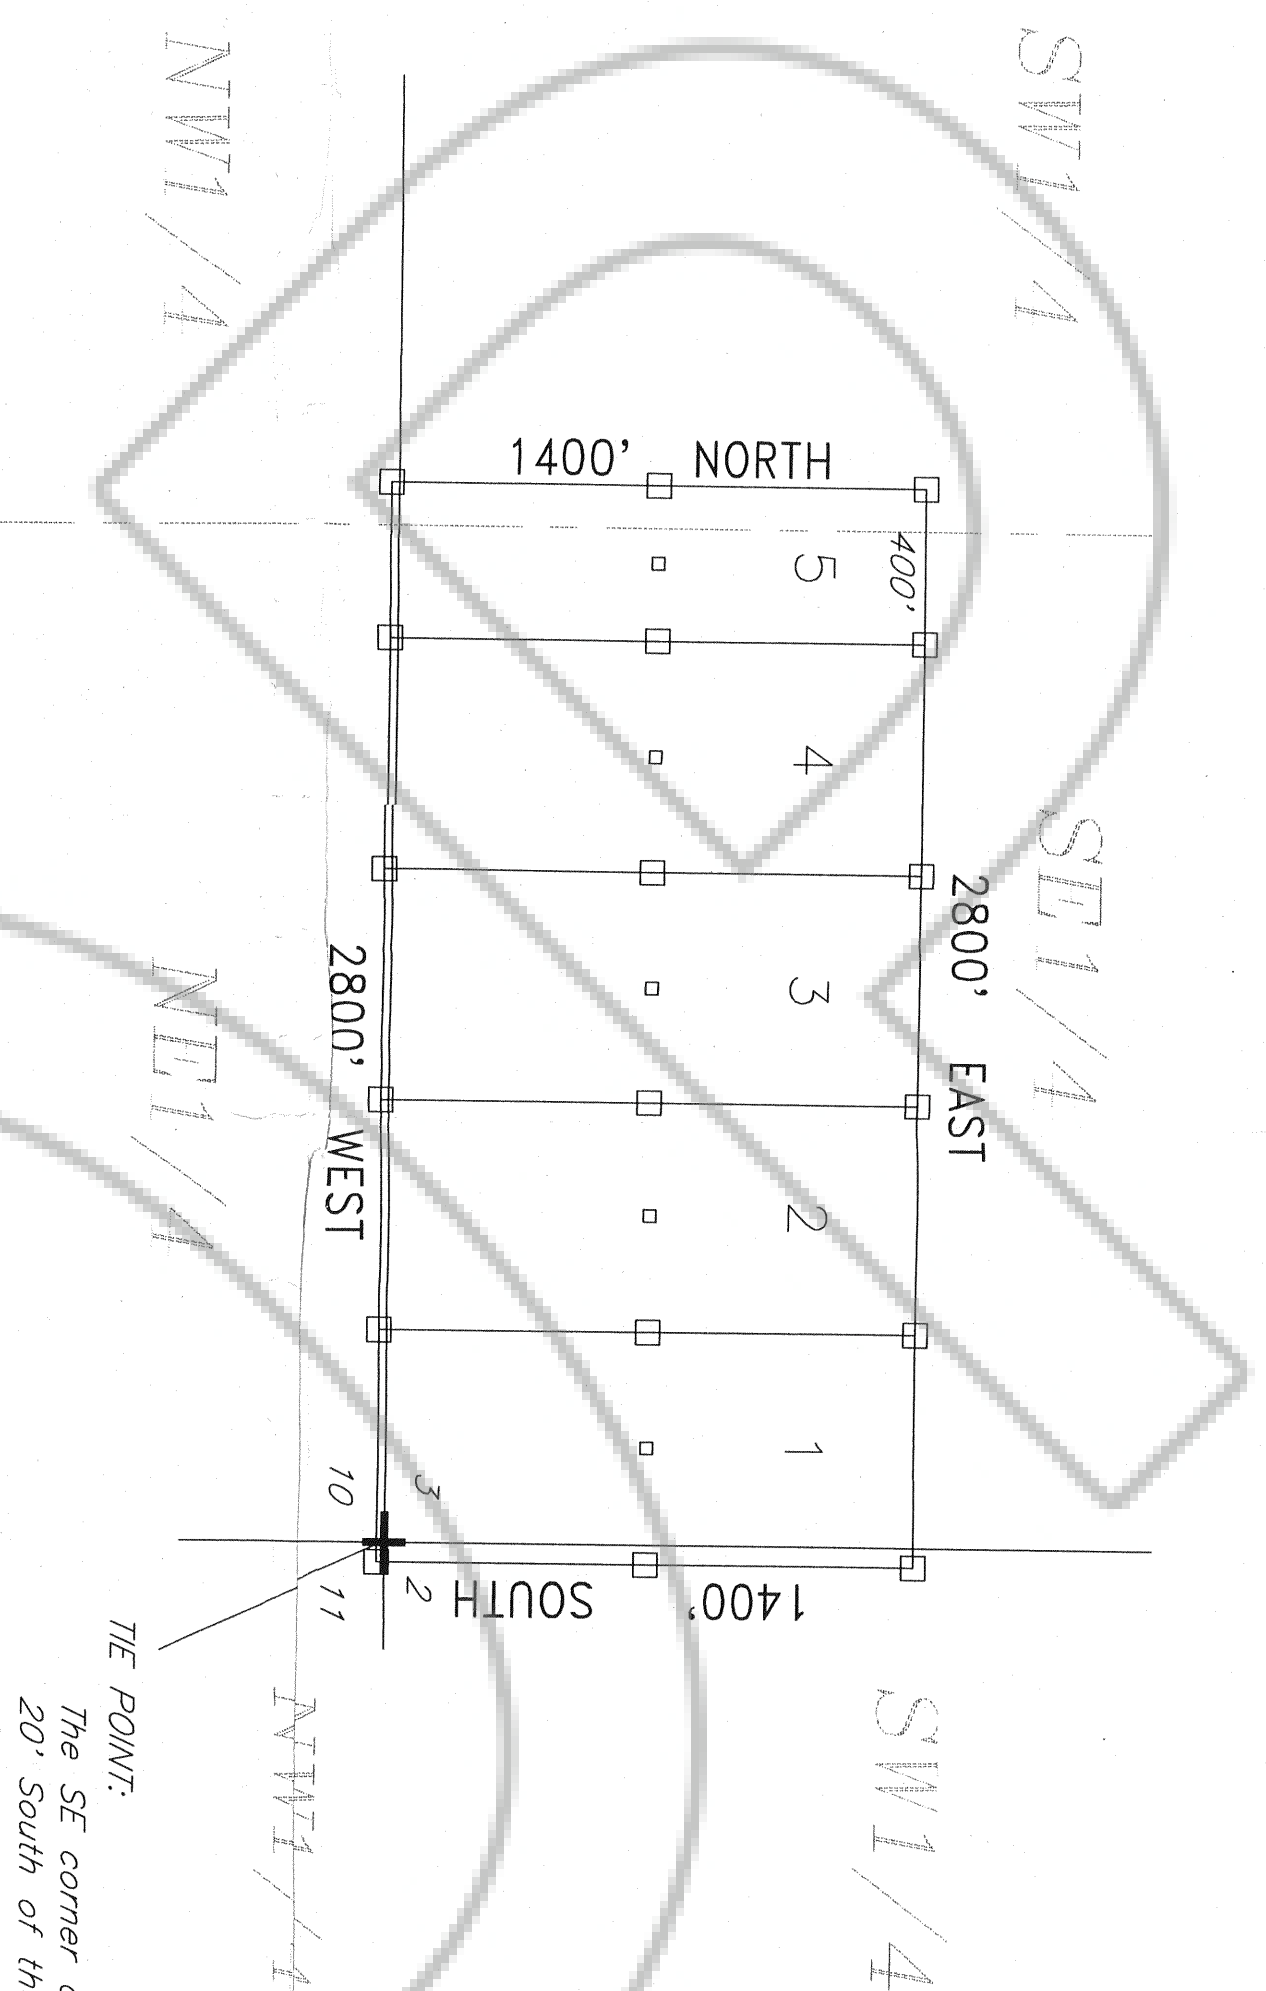 SW1/4
SE1/4
SW1/4
2800' EAST
1400' NORTH
400'
5
4
3
2
1
1400'
SOUTH
3
2
10
11
2800' WEST
NW1/4
NE1/4
NW1/4
TIE POINT:
The SE corner
20' South of th